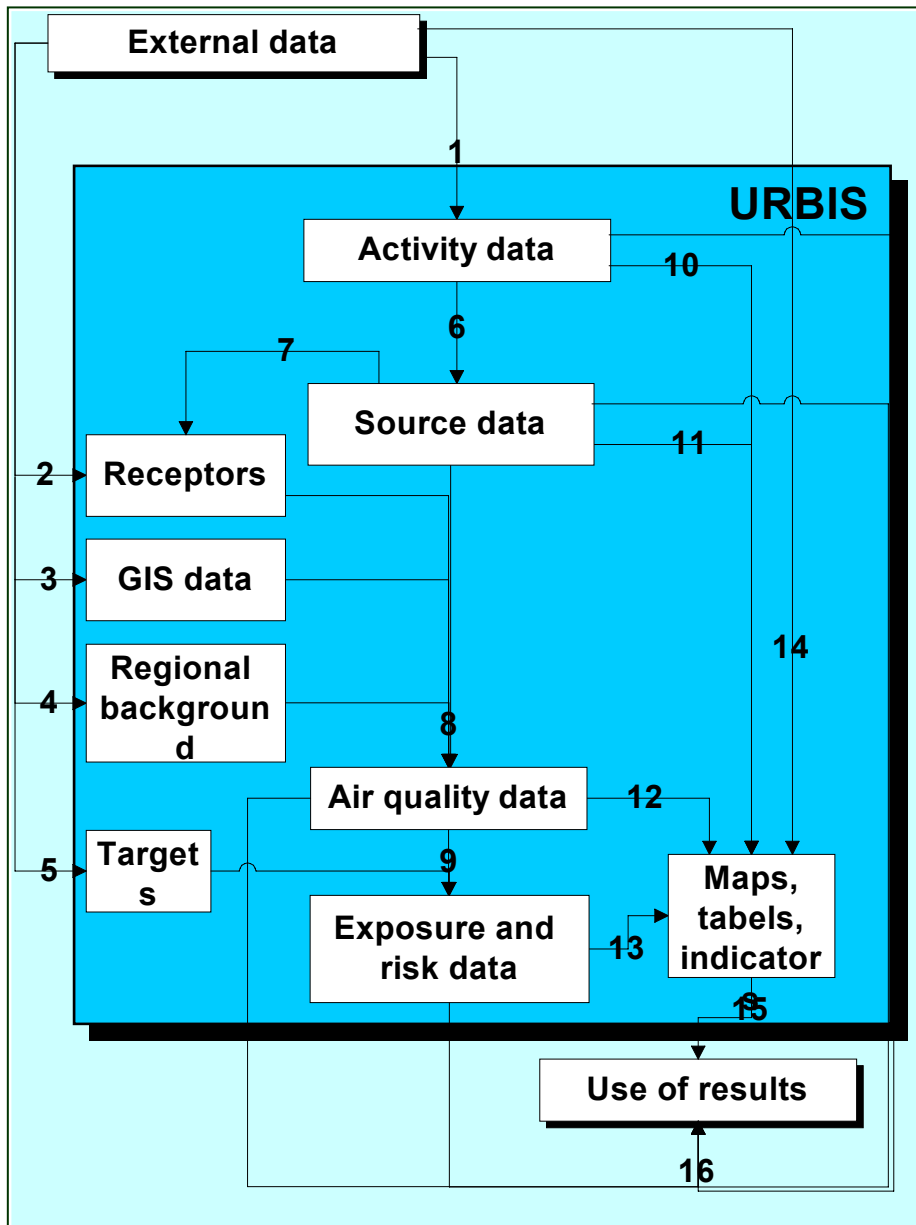 External data
1
URBIS
Activity data
10
6
7
Source data
11
2
Receptors
3
GIS data
14
4
Regional
backgroun
d
8
Air quality data
12
5
Target
s
9
Maps,
tabels,
indicator
s
Exposure and
risk data
13
15
Use of results
16